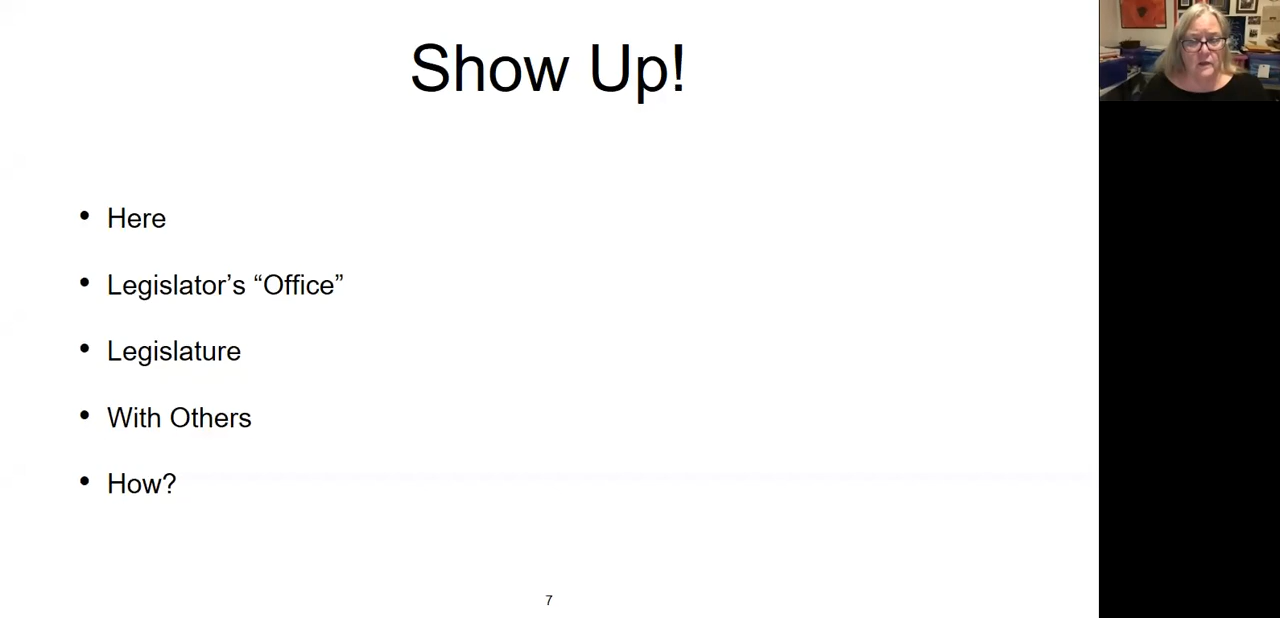 Show Up!
• Here
• Legislator’s “Office”
• Legislature
• With Others
• How?
7